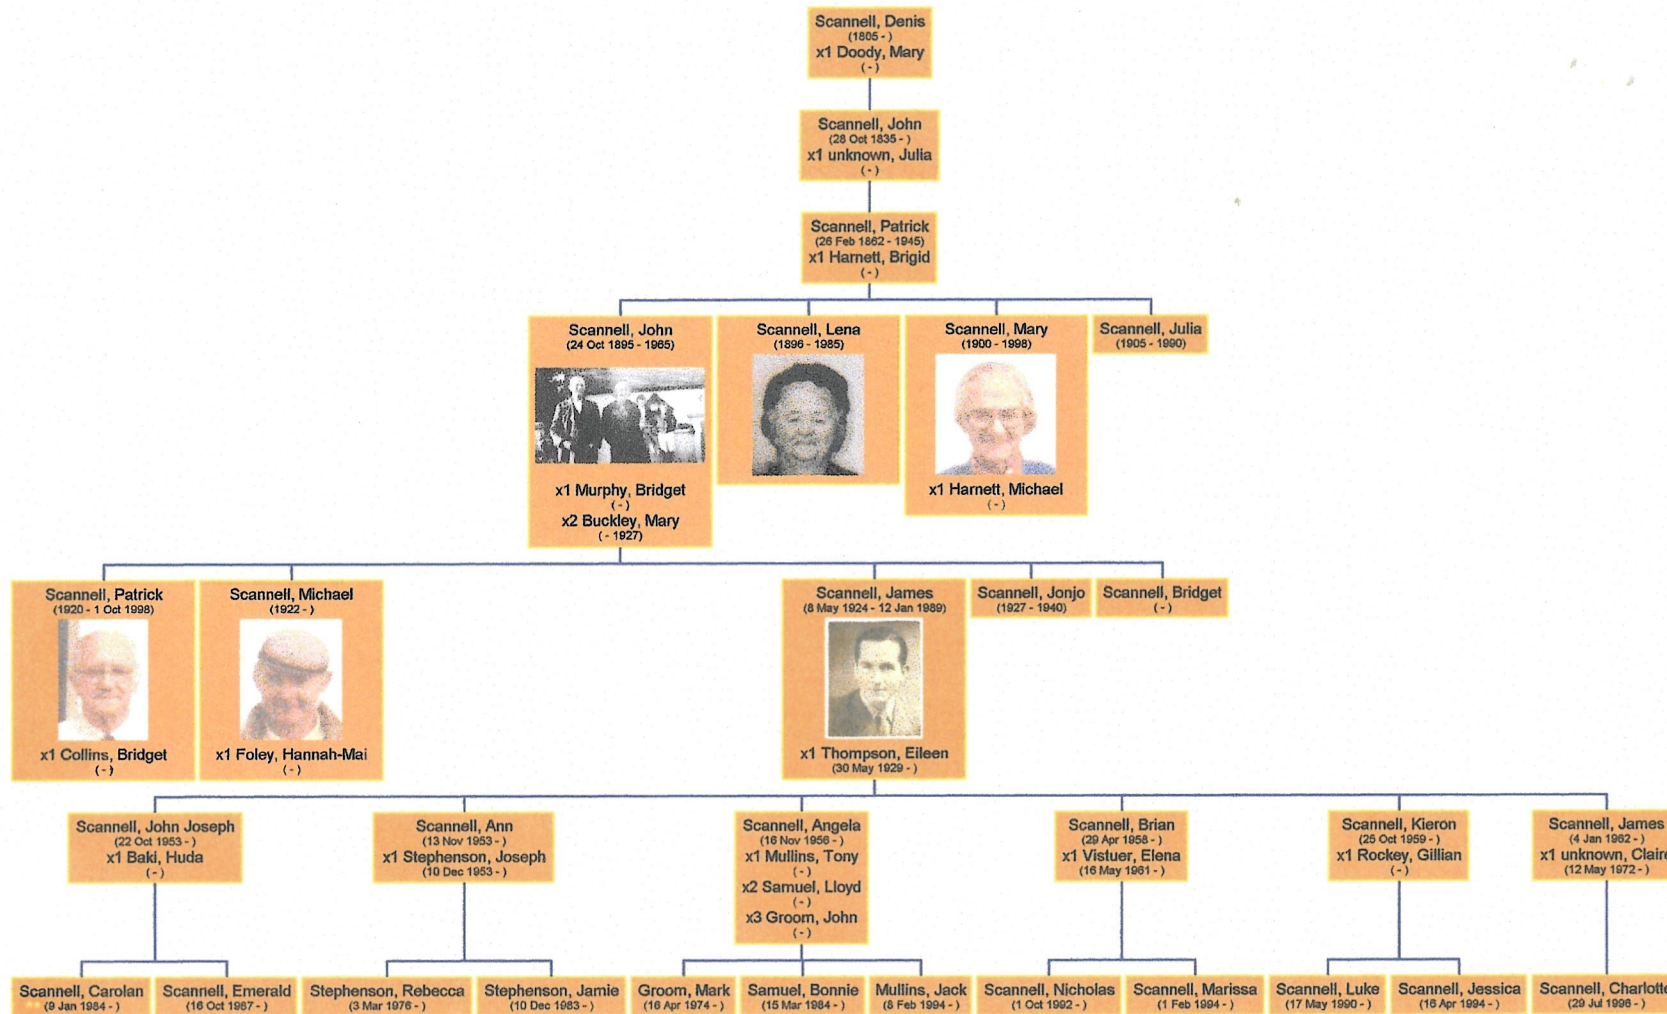 Scannell, Denis
(1805 - )
x1 Doody, Mary
( - )
Scannell, John
(28 Oct 1835 - )
x1 unknown, Julia
( - )
Scannell, Patrick
(26 Feb 1862 - 1945)
x1 Harnett, Brigid
( - )
Scannell, John
(24 Oct 1895 - 1965)
x1 Murphy, Bridget
( - )
x2 Buckley, Mary
( - 1927)
Scannell, Lena
(1896 - 1985)
Scannell, Mary
(1900 - 1998)
x1 Harnett, Michael
( - )
Scannell, Julia
(1905 - 1990)
Scannell, Patrick
(1920 - 1 Oct 1998)
x1 Collins, Bridget
( - )
Scannell, Michael
(1922 - )
x1 Foley, Hannah-Mai
( - )
Scannell, James
(8 May 1924 - 12 Jan 1989)
x1 Thompson, Eileen
(30 May 1929 - )
Scannell, Jonjo
(1927 - 1940)
Scannell, Bridget
( - )
Scannell, John Joseph
(22 Oct 1953 - )
x1 Baki, Huda
( - )
Scannell, Ann
(13 Nov 1953 - )
x1 Stephenson, Joseph
(10 Dec 1953 - )
Scannell, Angela
(16 Nov 1956 - )
x1 Mullins, Tony
( - )
x2 Samuel, Lloyd
( - )
x3 Groom, John
( - )
Scannell, Brian
(29 Apr 1958 - )
x1 Vistuer, Elena
(16 May 1961 - )
Scannell, Kieron
(25 Oct 1959 - )
x1 Rockey, Gillian
( - )
Scannell, James
(4 Jan 1962 - )
x1 unknown, Claire
(12 May 1972 - )
Scannell, Carolan
(9 Jan 1984 - )
Scannell, Emerald
(16 Oct 1987 - )
Stephenson, Rebecca
(3 Mar 1976 - )
Stephenson, Jamie
(10 Dec 1983 - )
Groom, Mark
(16 Apr 1974 - )
Samuel, Bonnie
(15 Mar 1984 - )
Mullins, Jack
(8 Feb 1994 - )
Scannell, Nicholas
(1 Oct 1992 - )
Scannell, Marissa
(1 Feb 1994 - )
Scannell, Luke
(17 May 1990 - )
Scannell, Jessica
(16 Apr 1994 - )
Scannell, Charlotte
(29 Jul 1996 - )